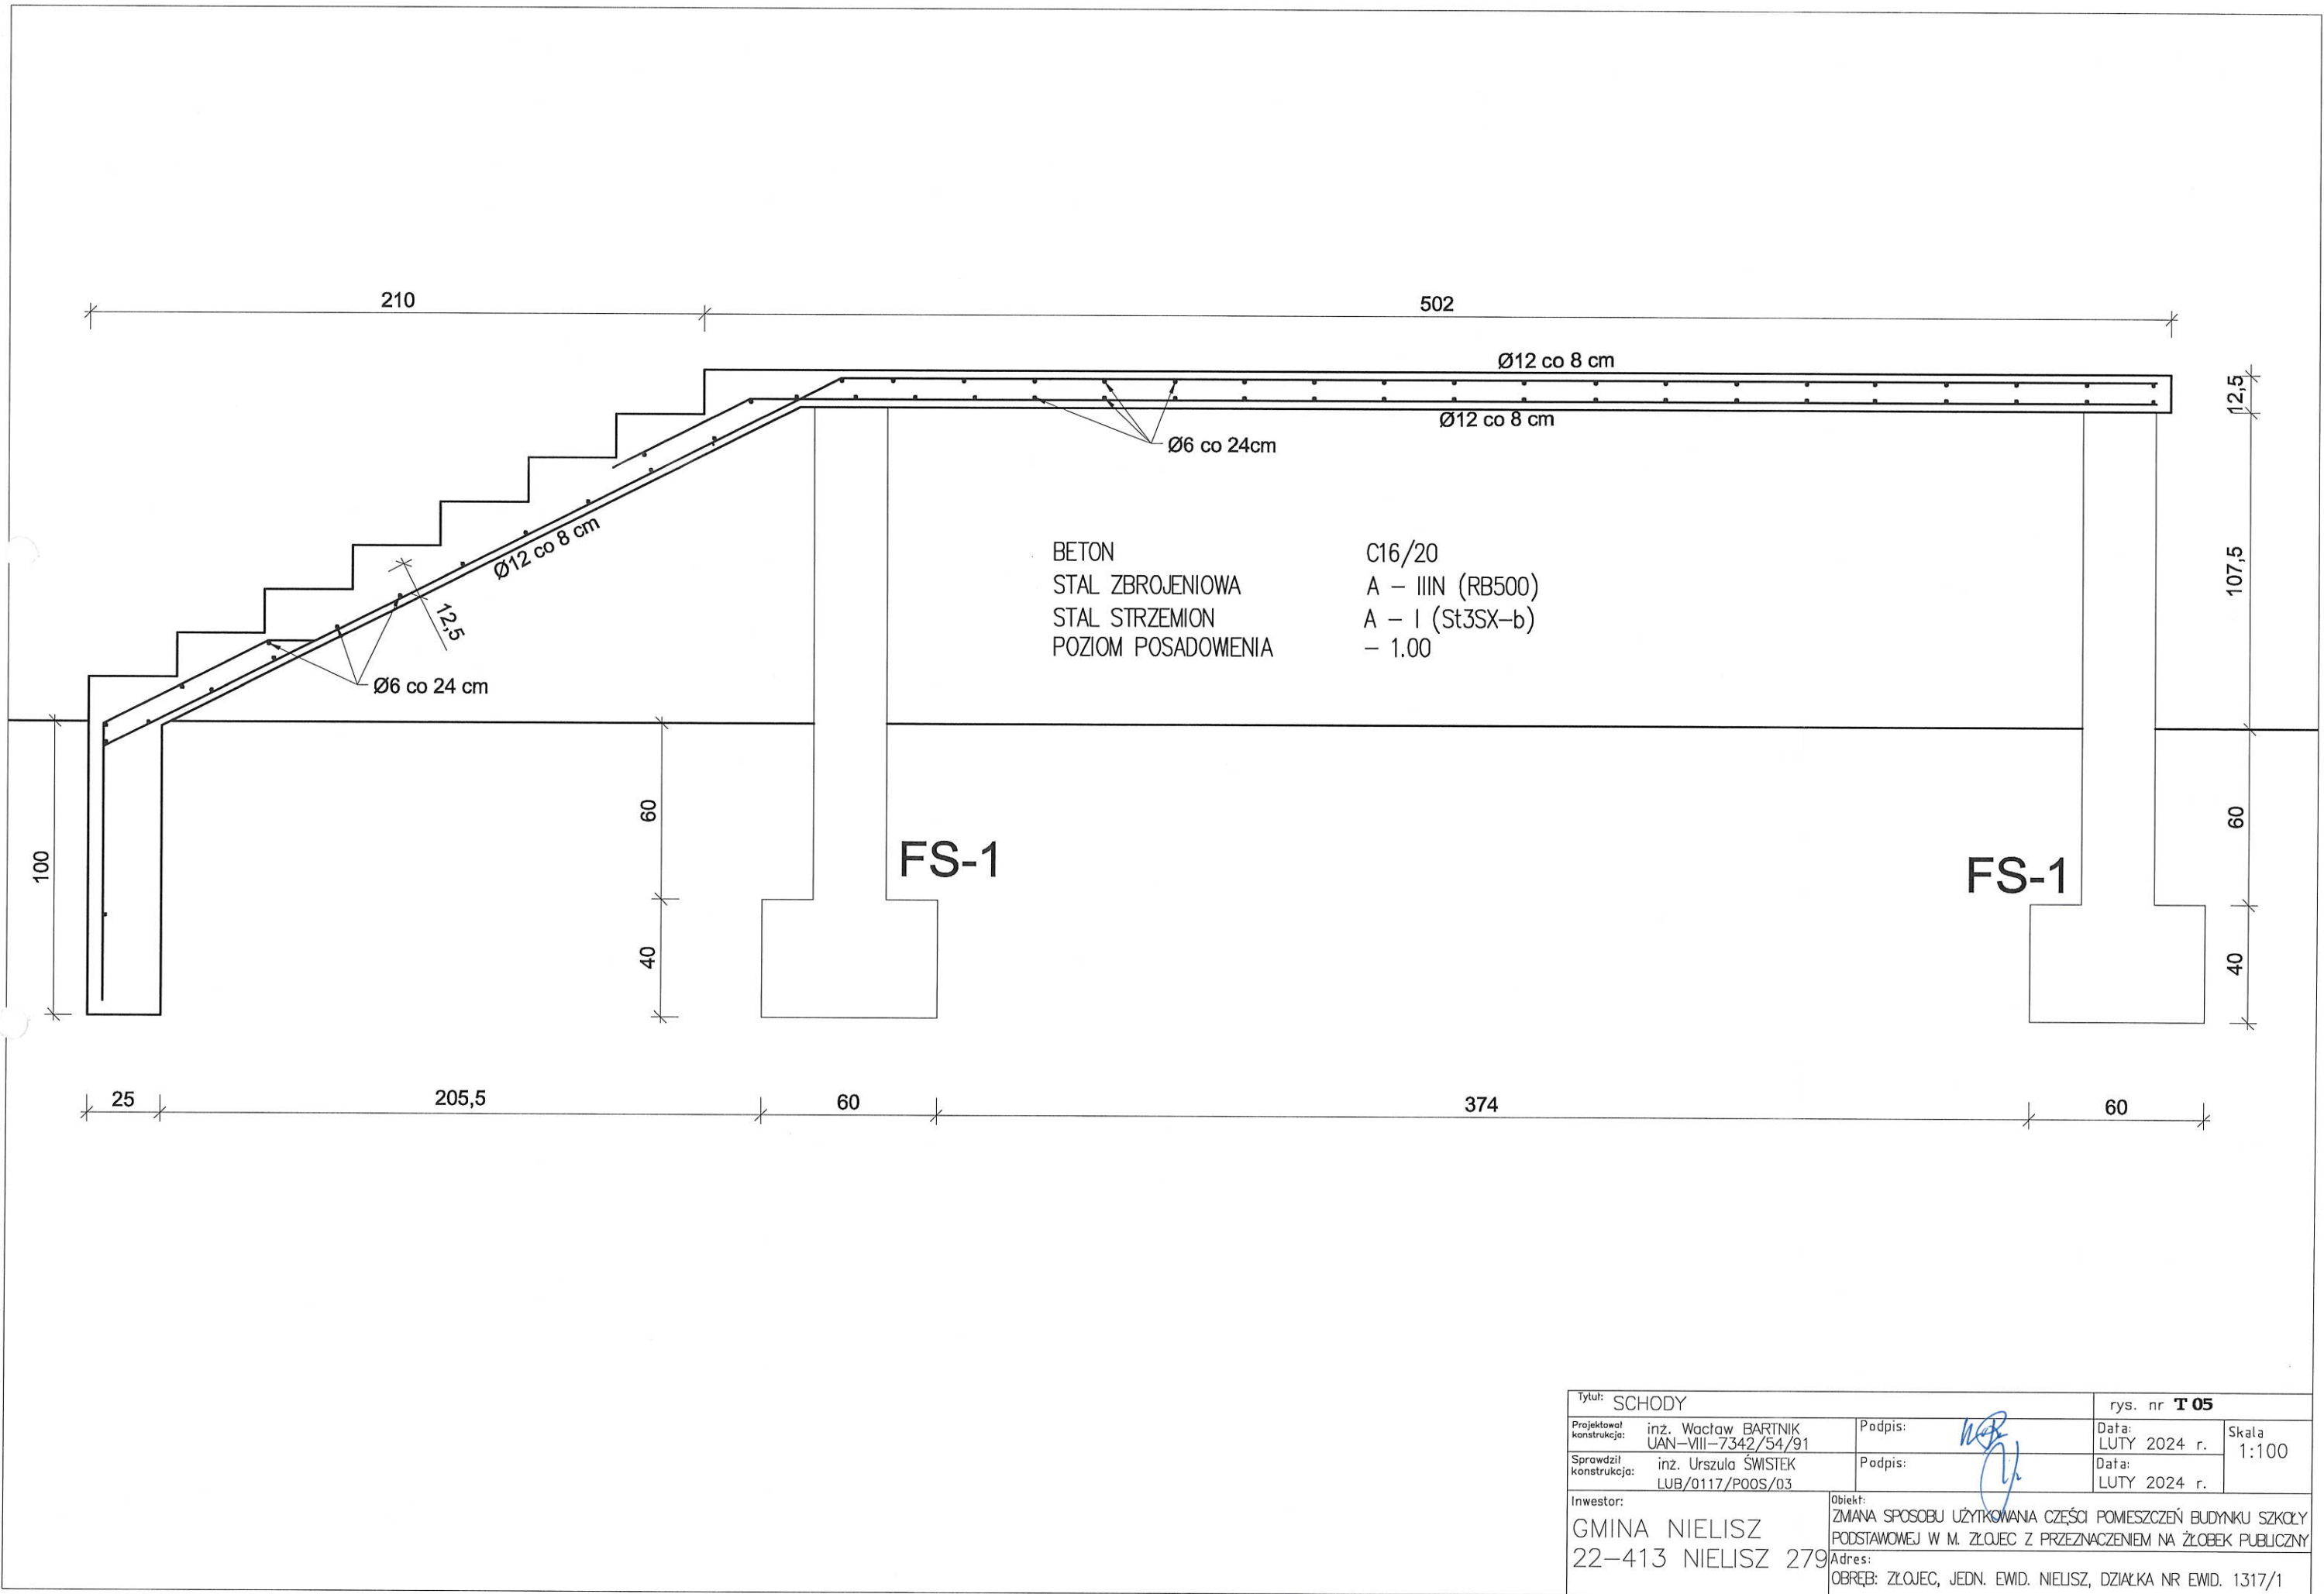 210
502
Ø12 co 8 cm
12,5
Ø12 co 8 cm
Ø6 co 24cm
Ø12 co 8 cm
12,5
Ø6 co 24 cm
BETON C16/20
STAL ZBROJENIOWA A – IIIN (RB500)
STAL STRZEMION A – I (St3SX–b)
POZIOM POSADOWIENIA – 1.00
107,5
60
60
100
FS-1
FS-1
40
40
25
205,5
60
374
60
Tytuł: SCHODY
rys. nr T 05
Projektował konstrukcja: inż. Wacław BARTNIK
UAN–VIII–7342/54/91
Podpis:
Data:
LUTY 2024 r.
Skala
1:100
Sprawdził konstrukcja: inż. Urszula ŚWISTEK
LUB/0117/POOS/03
Podpis:
Data:
LUTY 2024 r.
Inwestor:
GMINA NIELISZ
22–413 NIELISZ 279
Obiekt:
ZMIANA SPOSOBU UŻYTKOWANIA CZĘŚCI POMIESZCZEŃ BUDYNKU SZKOŁY
PODSTAWOWEJ W M. ZŁOJEC Z PRZEZNACZENIEM NA ŻŁOBEK PUBLICZNY
Adres:
OBRĘB: ZŁOJEC, JEDN. EWID. NIELISZ, DZIAŁKA NR EWID. 1317/1